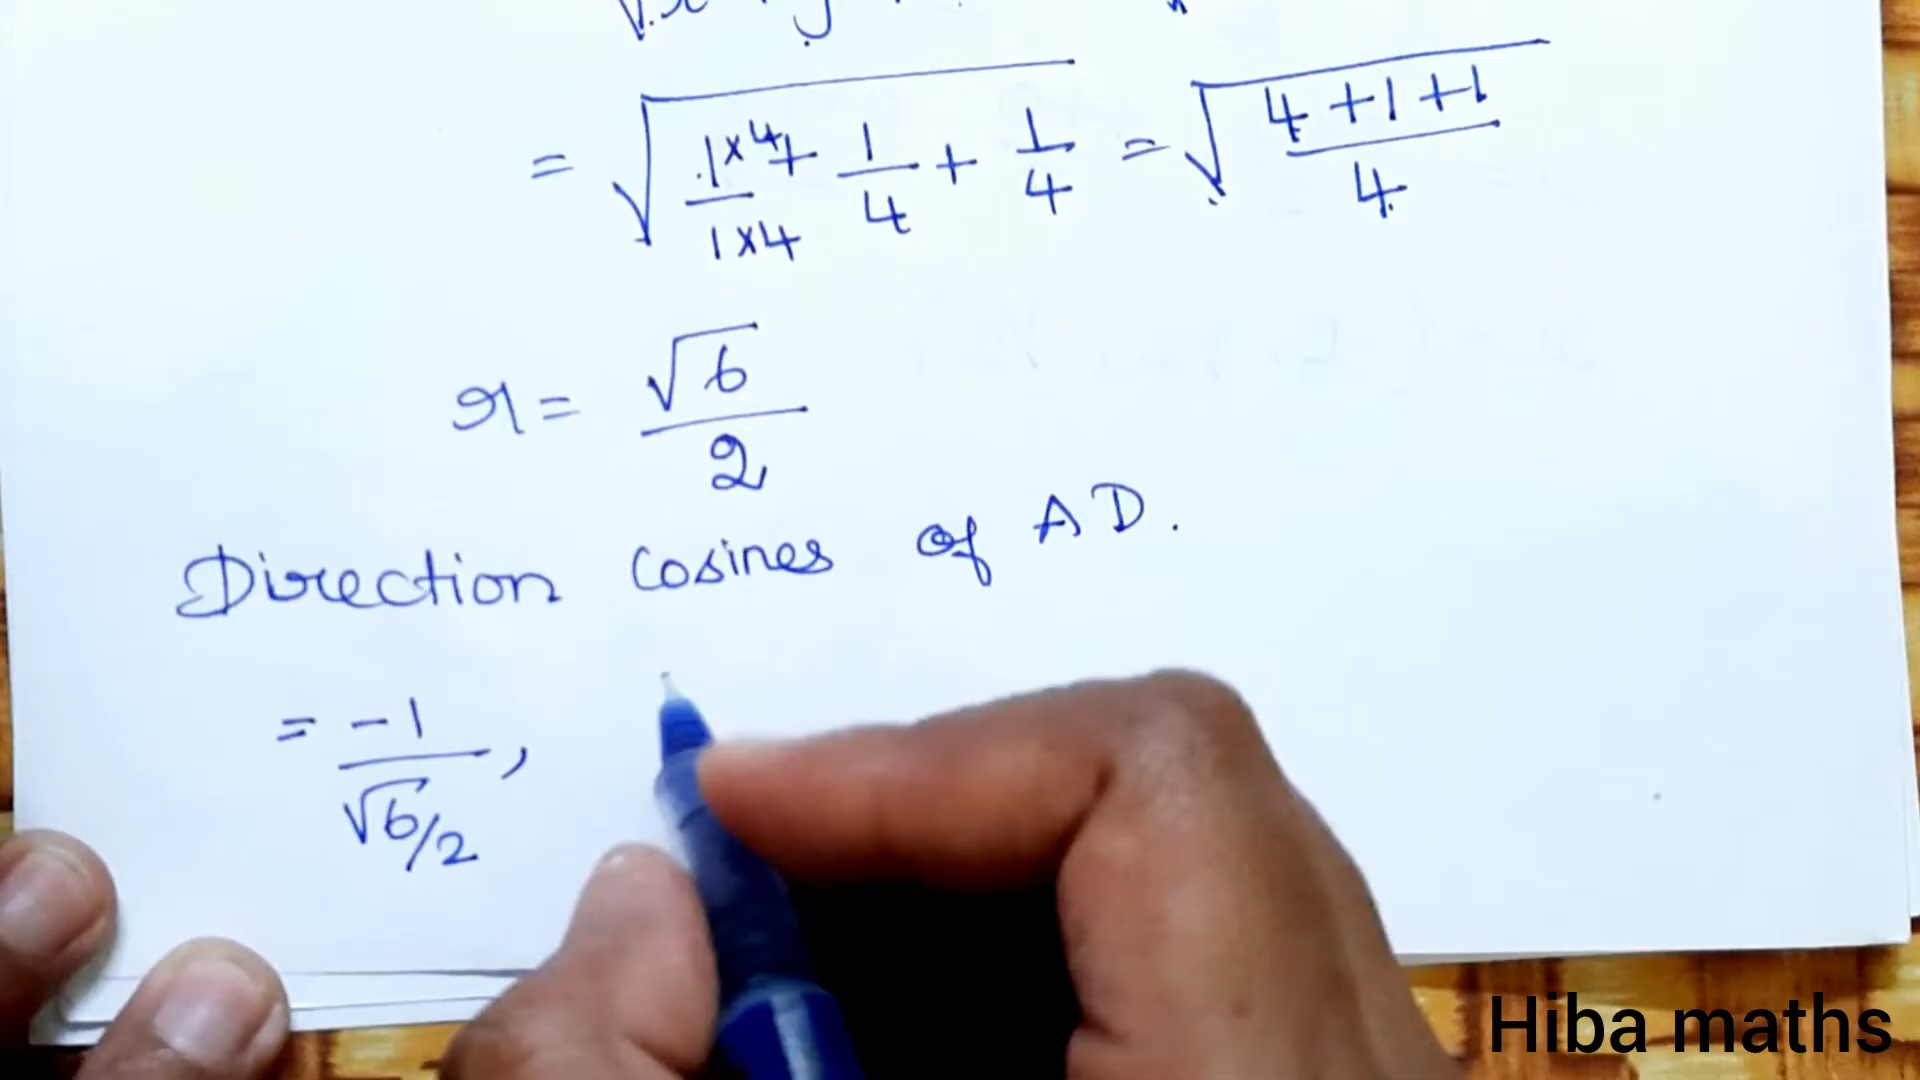 = √(1×4/1×4 + 1/4 + 1/4) = √(4+1+1/4)
r = √6/2
Direction cosines of AD.
= -1/√6/2,
Hiba maths